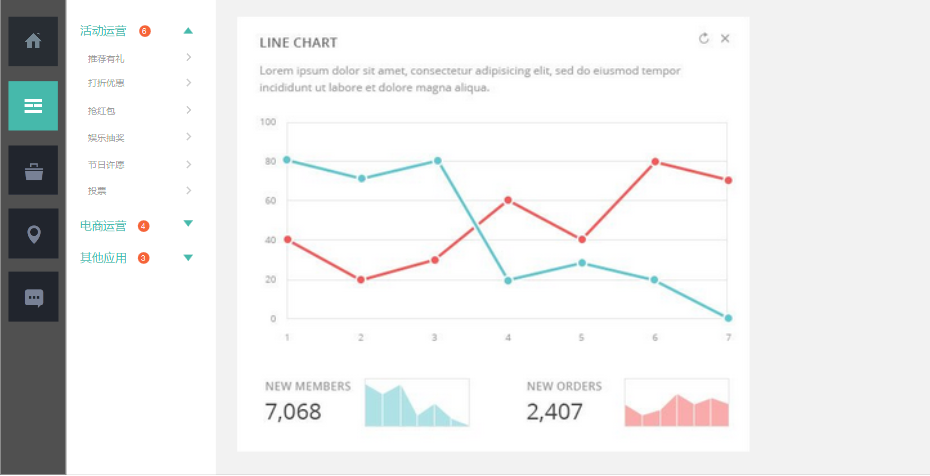 活动运营 6
推荐有礼
打折优惠
抢红包
娱乐抽奖
节日许愿
投票
电商运营 4
其他应用 3
LINE CHART
Lorem ipsum dolor sit amet, consectetur adipisicing elit, sed do eiusmod tempor
incididunt ut labore et dolore magna aliqua.
100
80
60
40
20
0
1 2 3 4 5 6 7
NEW MEMBERS
7,068
NEW ORDERS
2,407